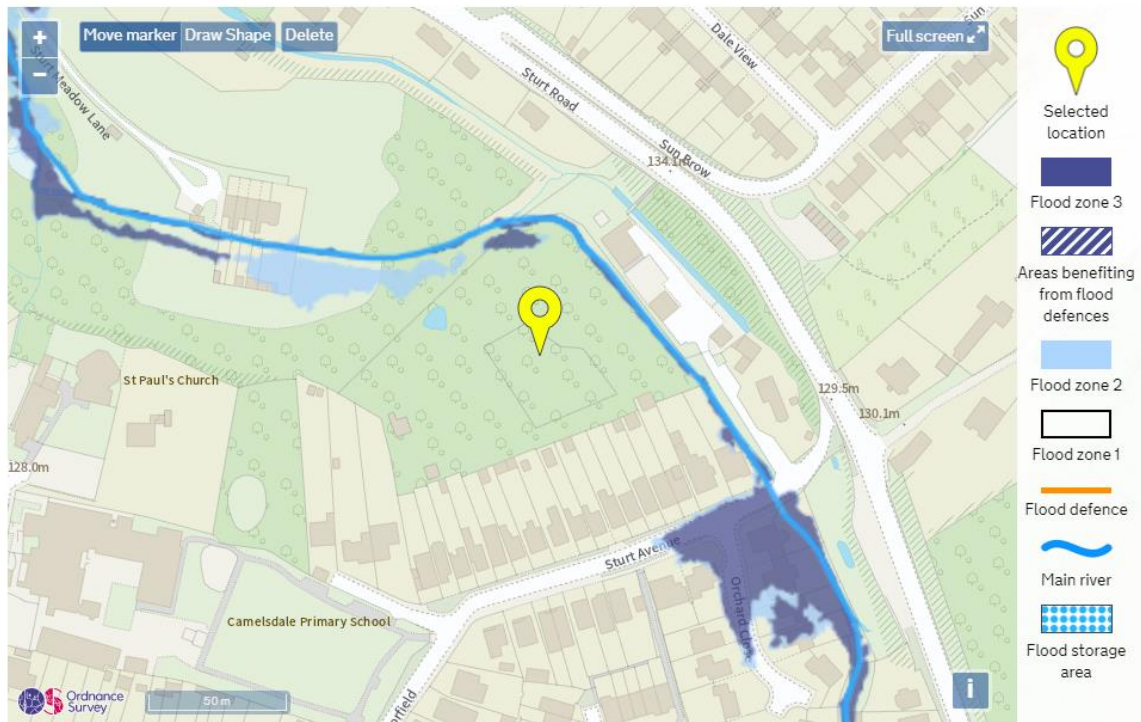 +
−
Move marker
Draw Shape
Delete
Full screen
Sturt Meadow Lane
Sturt Road
Dale View
Sun
Sun Brow
134.1m
St Paul's Church
128.0m
129.5m
130.1m
Sturt Avenue
Orchard Close
Camelsdale Primary School
Ordnance
Survey
50 m
i
Selected
location
Flood zone 3
Areas benefiting
from flood
defences
Flood zone 2
Flood zone 1
Flood defence
Main river
Flood storage
area